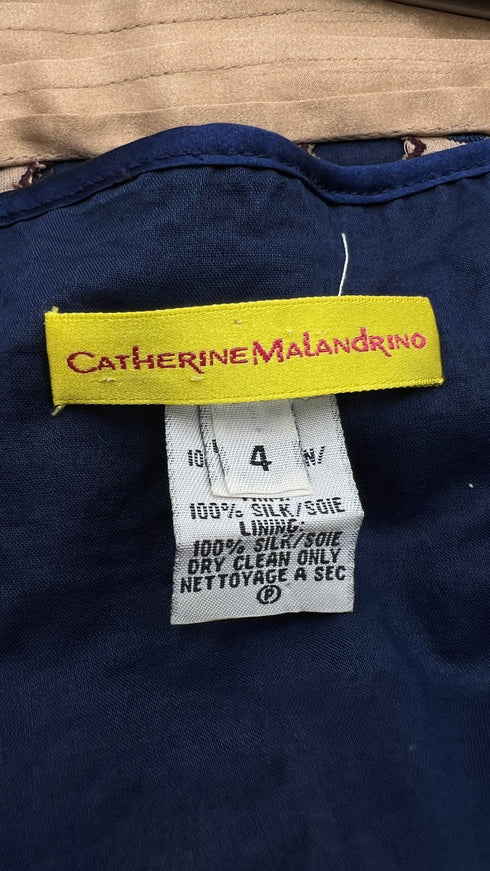 CATHERINE MALANDRINO
4
100% SILK/SOIE
LINING:
100% SILK/SOIE
DRY CLEAN ONLY
NETTOYAGE A SEC
Ⓟ